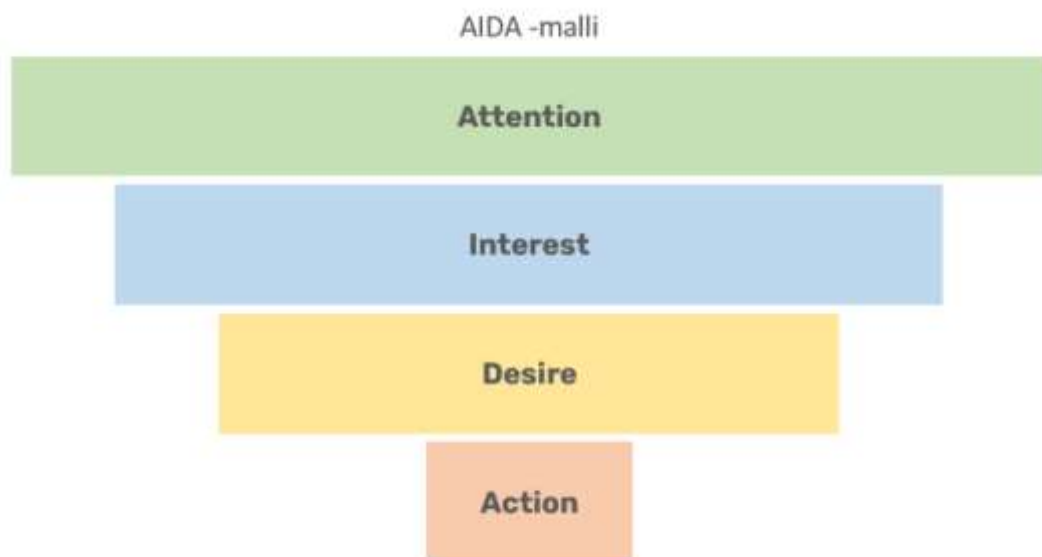 AIDA -malli
Attention
Interest
Desire
Action